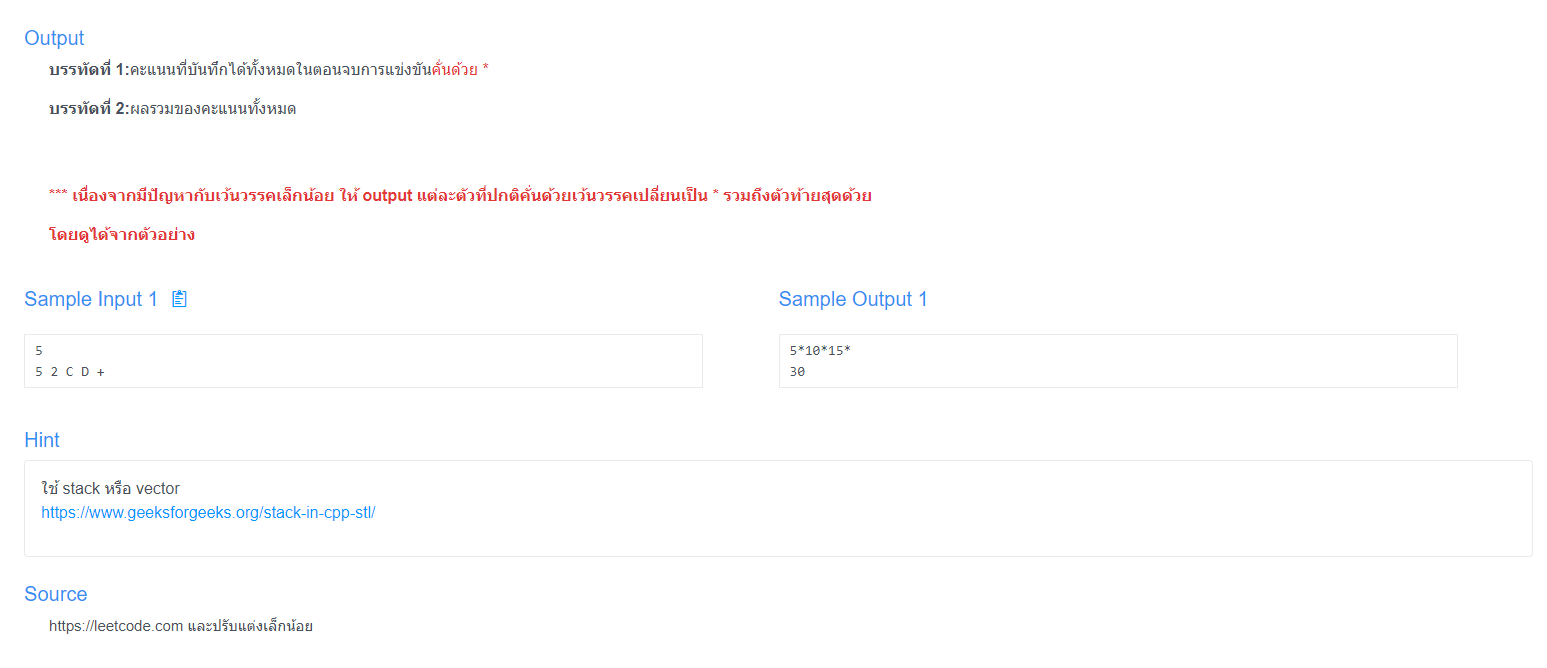 Output
บรรทัดที่ 1:คะแนนที่บันทึกได้ทั้งหมดในตอนจบการแข่งขันคั่นด้วย *
บรรทัดที่ 2:ผลรวมของคะแนนทั้งหมด
*** เนื่องจากมีปัญหากับเว้นวรรคเล็กน้อย ให้ output แต่ละตัวที่ปกติคั่นด้วยเว้นวรรคเปลี่ยนเป็น * รวมถึงตัวท้ายสุดด้วย
โดยดูได้จากตัวอย่าง
Sample Input 1
5
5 2 C D +
Sample Output 1
5*10*15*
30
Hint
ใช้ stack หรือ vector
https://www.geeksforgeeks.org/stack-in-cpp-stl/
Source
https://leetcode.com และปรับแต่งเล็กน้อย